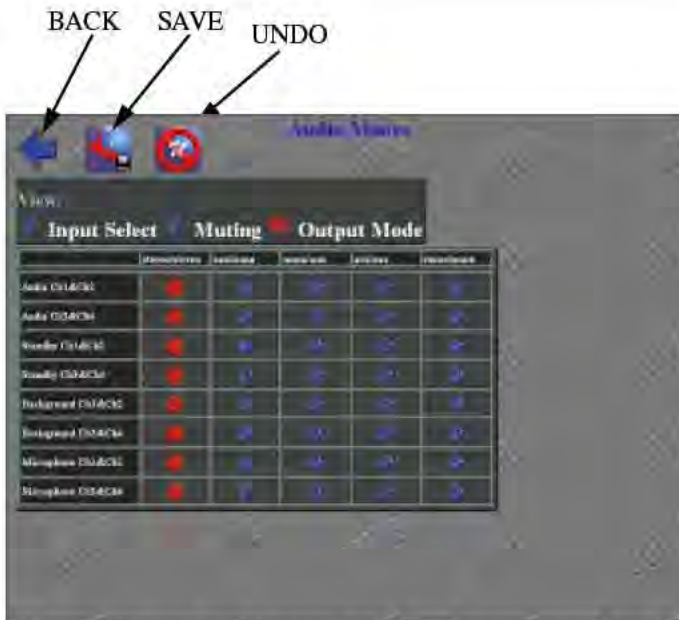 BACK SAVE UNDO
Audio Mixers
View:
Input Select Muting Output Mode
Audio Ch1&Ch2
Audio Ch3&Ch4
Standby Ch1&Ch2
Standby Ch3&Ch4
Background Ch1&Ch2
Background Ch3&Ch4
Microphone Ch1&Ch2
Microphone Ch3&Ch4